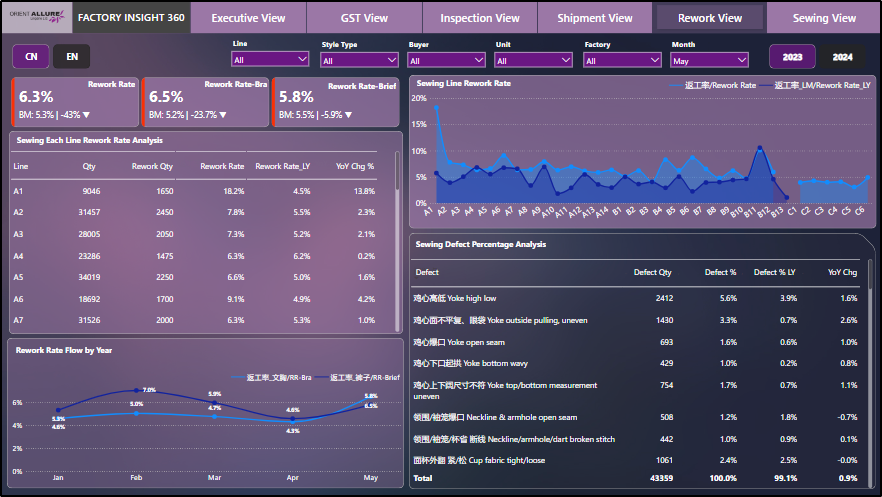 ORIENT ALLURE
FACTORY INSIGHT 360
Executive View
GST View
Inspection View
Shipment View
Rework View
Sewing View
CN
EN
Line
All
Style Type
All
Buyer
All
Unit
All
Factory
All
Month
May
2023
2024
Rework Rate
6.3%
BM: 5.3% | -43% ▼
Rework Rate-Bra
6.5%
BM: 5.2% | -23.7% ▼
Rework Rate-Brief
5.8%
BM: 5.5% | -5.9% ▼
Sewing Each Line Rework Rate Analysis
Line Qty Rework Qty Rework Rate Rework Rate_LY YoY Chg %
A1 9046 1650 18.2% 4.5% 13.8%
A2 31457 2450 7.8% 5.5% 2.3%
A3 28005 2050 7.3% 5.2% 2.1%
A4 23286 1475 6.3% 6.2% 0.2%
A5 34019 2250 6.6% 5.0% 1.6%
A6 18692 1700 9.1% 4.9% 4.2%
A7 31526 2000 6.3% 5.3% 1.0%
Rework Rate Flow by Year
返工率_文胸/RR-Bra 返工率_裤子/RR-Brief
6%
4%
2%
0%
5.3%
4.6%
7.0%
5.0%
5.9%
4.7%
4.6%
4.3%
5.8%
6.5%
Jan Feb Mar Apr May
Sewing Line Rework Rate
返工率/Rework Rate 返工率_LM/Rework Rate_LY
20%
15%
10%
5%
0%
A1 A2 A3 A4 A5 A6 A7 A8 A9 A10 A11 A12 A13 A14 B1 B2 B3 B4 B5 B6 B7 B8 B9 B10 B11 B12 B13 C1 C2 C3 C4 C5 C6
Sewing Defect Percentage Analysis
Defect Defect Qty Defect % Defect % LY YoY Chg
鸡心高低 Yoke high low 2412 5.6% 3.9% 1.6%
鸡心面不平复、眼袋 Yoke outside pulling, uneven 1430 3.3% 0.7% 2.6%
鸡心爆口 Yoke open seam 693 1.6% 0.6% 1.0%
鸡心下口起拱 Yoke bottom wavy 429 1.0% 0.2% 0.8%
鸡心上下阔尺寸不符 Yoke top/bottom measurement 754 1.7% 0.7% 1.1%
uneven
领围/袖笼爆口 Neckline & armhole open seam 508 1.2% 1.8% -0.7%
领围/袖笼/杯省 断线 Neckline/armhole/dart broken stitch 442 1.0% 0.9% 0.1%
面杯外翻 紧/松 Cup fabric tight/loose 1061 2.4% 2.5% -0.0%
Total 43359 100.0% 99.1% 0.9%